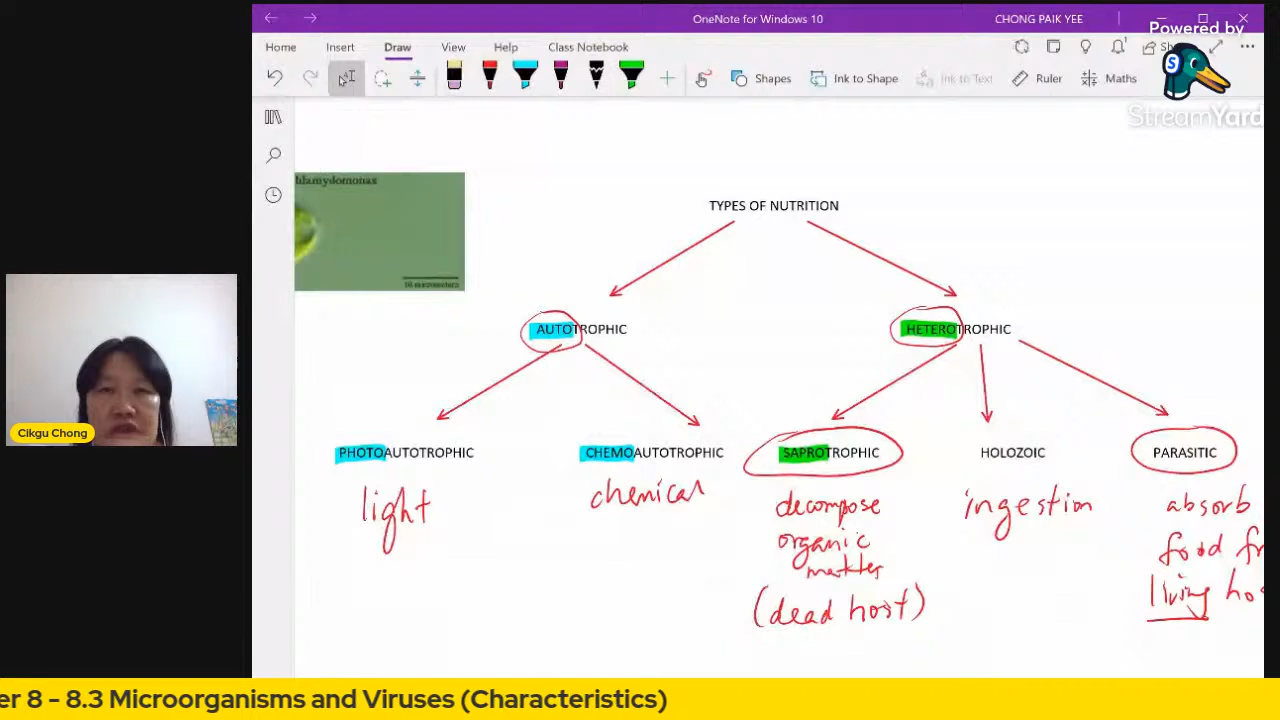 OneNote for Windows 10
CHONG PAIK YEE
Powered by
StreamYard
Home
Insert
Draw
View
Help
Class Notebook
Sh
Shapes
Ink to Shape
Ink to Text
Ruler
Maths
hlamydomonas
10 micrometers
TYPES OF NUTRITION
AUTOTROPHIC
HETEROTROPHIC
PHOTOAUTOTROPHIC
CHEMOAUTOTROPHIC
SAPROTROPHIC
HOLOZOIC
PARASITIC
light
chemical
decompose
organic
matter
(dead host)
ingestion
absorb
food fr
living ho
Cikgu Chong
er 8 - 8.3 Microorganisms and Viruses (Characteristics)